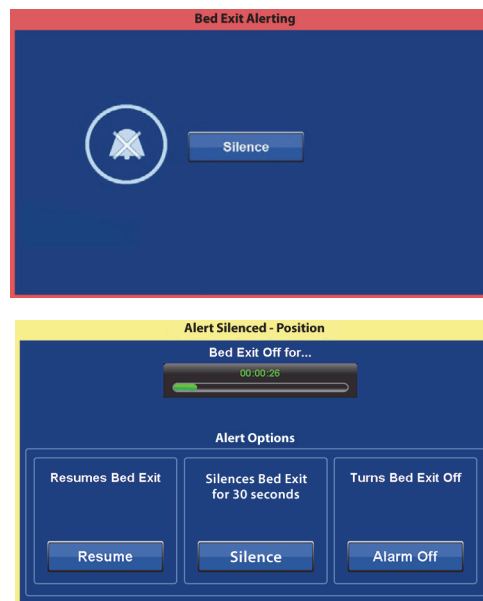 Bed Exit Alerting
Silence
Alert Silenced - Position
Bed Exit Off for...
00:00:26
Alert Options
Resumes Bed Exit
Silences Bed Exit
for 30 seconds
Turns Bed Exit Off
Resume
Silence
Alarm Off